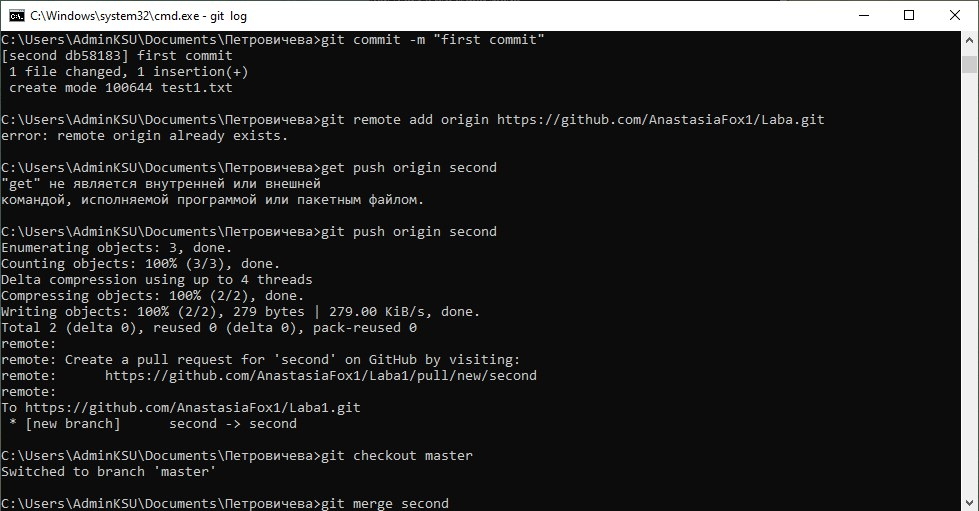 C:\Windows\system32\cmd.exe - git  log
C:\Users\AdminKSU\Documents\Петровичева>git commit -m "first commit"
[second db58183] first commit
 1 file changed, 1 insertion(+)
 create mode 100644 test1.txt
C:\Users\AdminKSU\Documents\Петровичева>git remote add origin https://github.com/AnastasiaFox1/Laba.git
error: remote origin already exists.
C:\Users\AdminKSU\Documents\Петровичева>get push origin second
"get" не является внутренней или внешней
командой, исполняемой программой или пакетным файлом.
C:\Users\AdminKSU\Documents\Петровичева>git push origin second
Enumerating objects: 3, done.
Counting objects: 100% (3/3), done.
Delta compression using up to 4 threads
Compressing objects: 100% (2/2), done.
Writing objects: 100% (2/2), 279 bytes | 279.00 KiB/s, done.
Total 2 (delta 0), reused 0 (delta 0), pack-reused 0
remote:
remote: Create a pull request for 'second' on GitHub by visiting:
remote:      https://github.com/AnastasiaFox1/Laba1/pull/new/second
remote:
To https://github.com/AnastasiaFox1/Laba1.git
 * [new branch]      second -> second
C:\Users\AdminKSU\Documents\Петровичева>git checkout master
Switched to branch 'master'
C:\Users\AdminKSU\Documents\Петровичева>git merge second